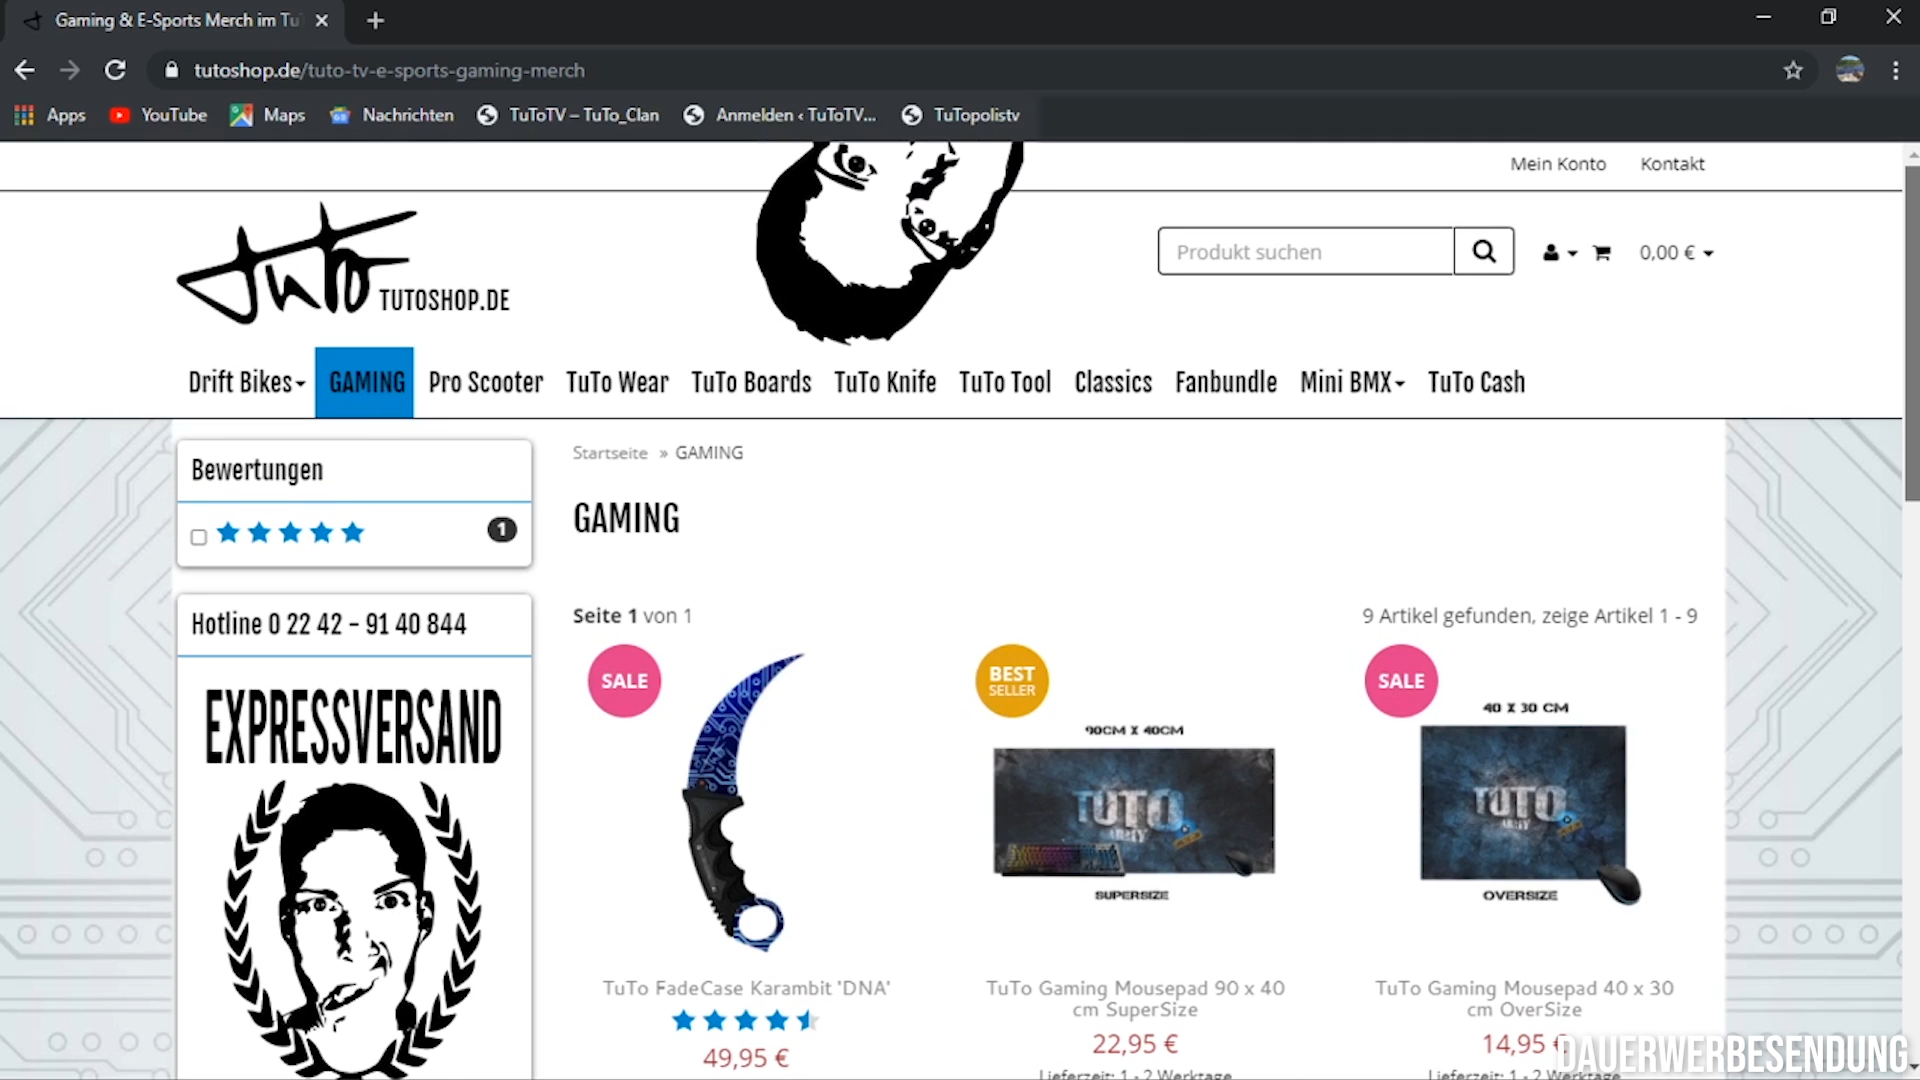 Gaming & E-Sports Merch im Tu
tutoshop.de/tuto-tv-e-sports-gaming-merch
Apps YouTube Maps Nachrichten TuToTV – TuTo_Clan Anmelden ‹ TuToTV... TuTopolistv
Mein Konto Kontakt
TuTo TUTOSHOP.DE
Produkt suchen
0,00 €
Drift Bikes GAMING Pro Scooter TuTo Wear TuTo Boards TuTo Knife TuTo Tool Classics Fanbundle Mini BMX TuTo Cash
Bewertungen
1
Hotline 0 22 42 - 91 40 844
EXPRESSVERSAND
Startseite » GAMING
GAMING
Seite 1 von 1
9 Artikel gefunden, zeige Artikel 1 - 9
SALE
TuTo FadeCase Karambit 'DNA'
49,95 €
BEST
SELLER
90CM X 40CM
TUTO
ARMY
SUPERSIZE
TuTo Gaming Mousepad 90 x 40
cm SuperSize
22,95 €
Lieferzeit: 1 - 2 Werktage
SALE
40 X 30 CM
TUTO
ARMY
OVERSIZE
TuTo Gaming Mousepad 40 x 30
cm OverSize
14,95 €
Lieferzeit: 1 - 2 Werktage
DAUERWERBESENDUNG